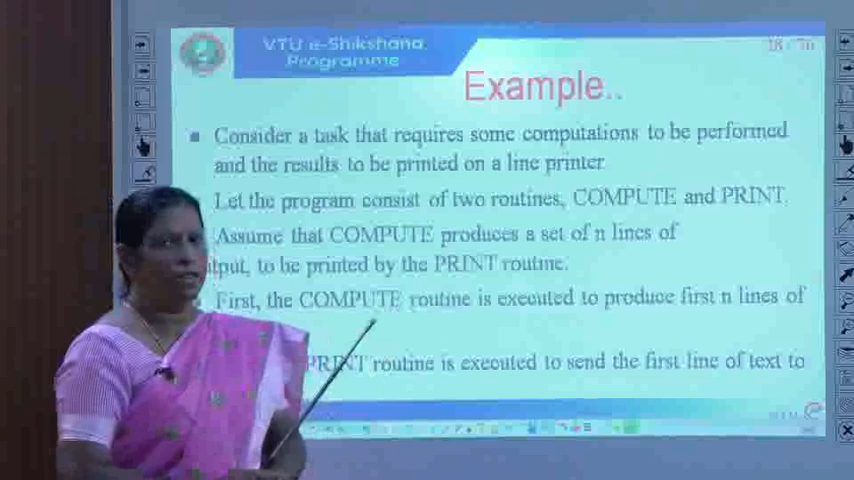 VTU e-Shikshana
Programme
18 / 70
Example..
Consider a task that requires some computations to be performed
and the results to be printed on a line printer
Let the program consist of two routines, COMPUTE and PRINT.
Assume that COMPUTE produces a set of n lines of
tput, to be printed by the PRINT routine.
First, the COMPUTE routine is executed to produce first n lines of
PRINT routine is executed to send the first line of text to